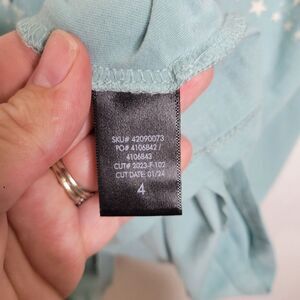 SKU# 42090073
PO# 4106842 /
4106843
CUT# 2023-F-102
CUT DATE: 01/24
4